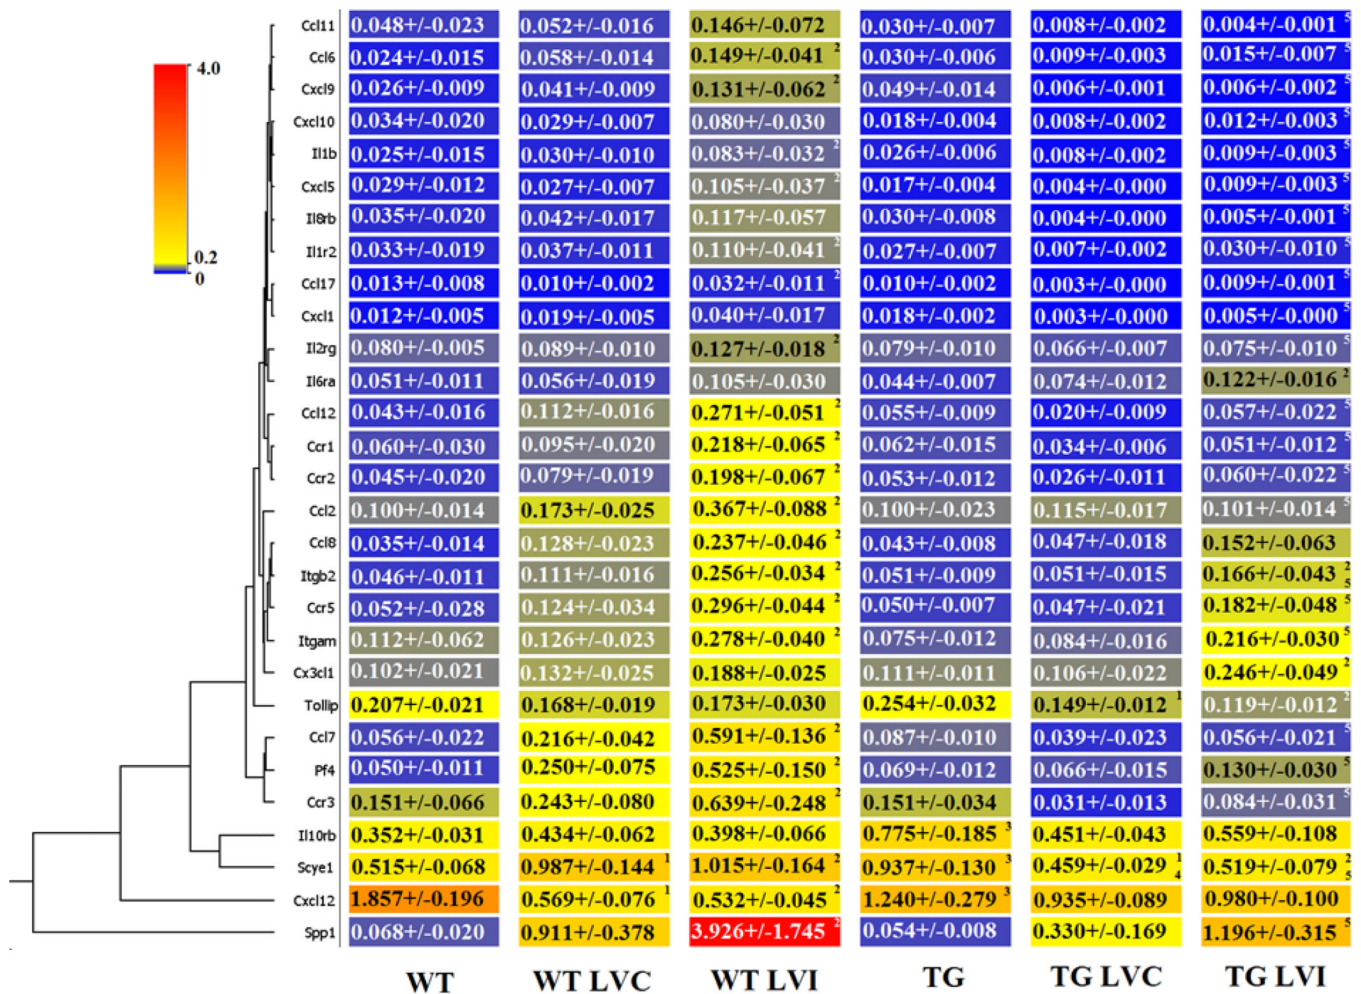 4.0
0.2
0
Ccl11 0.048+/-0.023 0.052+/-0.016 0.146+/-0.072 0.030+/-0.007 0.008+/-0.002 0.004+/-0.001 5
Ccl6 0.024+/-0.015 0.058+/-0.014 0.149+/-0.041 2 0.030+/-0.006 0.009+/-0.003 0.015+/-0.007 5
Cxcl9 0.026+/-0.009 0.041+/-0.009 0.131+/-0.062 2 0.049+/-0.014 0.006+/-0.001 0.006+/-0.002 5
Cxcl10 0.034+/-0.020 0.029+/-0.007 0.080+/-0.030 0.018+/-0.004 0.008+/-0.002 0.012+/-0.003 5
Il1b 0.025+/-0.015 0.030+/-0.010 0.083+/-0.032 2 0.026+/-0.006 0.008+/-0.002 0.009+/-0.003 5
Cxcl5 0.029+/-0.012 0.027+/-0.007 0.105+/-0.037 2 0.017+/-0.004 0.004+/-0.000 0.009+/-0.003 5
Il8rb 0.035+/-0.020 0.042+/-0.017 0.117+/-0.057 0.030+/-0.008 0.004+/-0.000 0.005+/-0.001 5
Il1r2 0.033+/-0.019 0.037+/-0.011 0.110+/-0.041 2 0.027+/-0.007 0.007+/-0.002 0.030+/-0.010 5
Ccl17 0.013+/-0.008 0.010+/-0.002 0.032+/-0.011 2 0.010+/-0.002 0.003+/-0.000 0.009+/-0.001 5
Cxcl1 0.012+/-0.005 0.019+/-0.005 0.040+/-0.017 0.018+/-0.002 0.003+/-0.000 0.005+/-0.000 5
Il2rg 0.080+/-0.005 0.089+/-0.010 0.127+/-0.018 2 0.079+/-0.010 0.066+/-0.007 0.075+/-0.010 5
Il6ra 0.051+/-0.011 0.056+/-0.019 0.105+/-0.030 0.044+/-0.007 0.074+/-0.012 0.122+/-0.016 2
Ccl12 0.043+/-0.016 0.112+/-0.016 0.271+/-0.051 2 0.055+/-0.009 0.020+/-0.009 0.057+/-0.022 5
Ccr1 0.060+/-0.030 0.095+/-0.020 0.218+/-0.065 2 0.062+/-0.015 0.034+/-0.006 0.051+/-0.012 5
Ccr2 0.045+/-0.020 0.079+/-0.019 0.198+/-0.067 2 0.053+/-0.012 0.026+/-0.011 0.060+/-0.022 5
Ccl2 0.100+/-0.014 0.173+/-0.025 0.367+/-0.088 2 0.100+/-0.023 0.115+/-0.017 0.101+/-0.014 5
Ccl8 0.035+/-0.014 0.128+/-0.023 0.237+/-0.046 2 0.043+/-0.008 0.047+/-0.018 0.152+/-0.063
Itgb2 0.046+/-0.011 0.111+/-0.016 0.256+/-0.034 2 0.051+/-0.009 0.051+/-0.015 0.166+/-0.043 2 5
Ccr5 0.052+/-0.028 0.124+/-0.034 0.296+/-0.044 2 0.050+/-0.007 0.047+/-0.021 0.182+/-0.048 5
Itgam 0.112+/-0.062 0.126+/-0.023 0.278+/-0.040 2 0.075+/-0.012 0.084+/-0.016 0.216+/-0.030 5
Cx3cl1 0.102+/-0.021 0.132+/-0.025 0.188+/-0.025 0.111+/-0.011 0.106+/-0.022 0.246+/-0.049 2
Tollip 0.207+/-0.021 0.168+/-0.019 0.173+/-0.030 0.254+/-0.032 0.149+/-0.012 1 0.119+/-0.012 2
Ccl7 0.056+/-0.022 0.216+/-0.042 0.591+/-0.136 2 0.087+/-0.010 0.039+/-0.023 0.056+/-0.021 5
Pf4 0.050+/-0.011 0.250+/-0.075 0.525+/-0.150 2 0.069+/-0.012 0.066+/-0.015 0.130+/-0.030 5
Ccr3 0.151+/-0.066 0.243+/-0.080 0.639+/-0.248 2 0.151+/-0.034 0.031+/-0.013 0.084+/-0.031 5
Il10rb 0.352+/-0.031 0.434+/-0.062 0.398+/-0.066 0.775+/-0.185 3 0.451+/-0.043 0.559+/-0.108
Scye1 0.515+/-0.068 0.987+/-0.144 1 1.015+/-0.164 2 0.937+/-0.130 3 0.459+/-0.029 1 4 0.519+/-0.079 2 5
Cxcl12 1.857+/-0.196 0.569+/-0.076 1 0.532+/-0.045 2 1.240+/-0.279 3 0.935+/-0.089 0.980+/-0.100
Spp1 0.068+/-0.020 0.911+/-0.378 3.926+/-1.745 2 0.054+/-0.008 0.330+/-0.169 1.196+/-0.315 5
WT WT LVC WT LVI TG TG LVC TG LVI